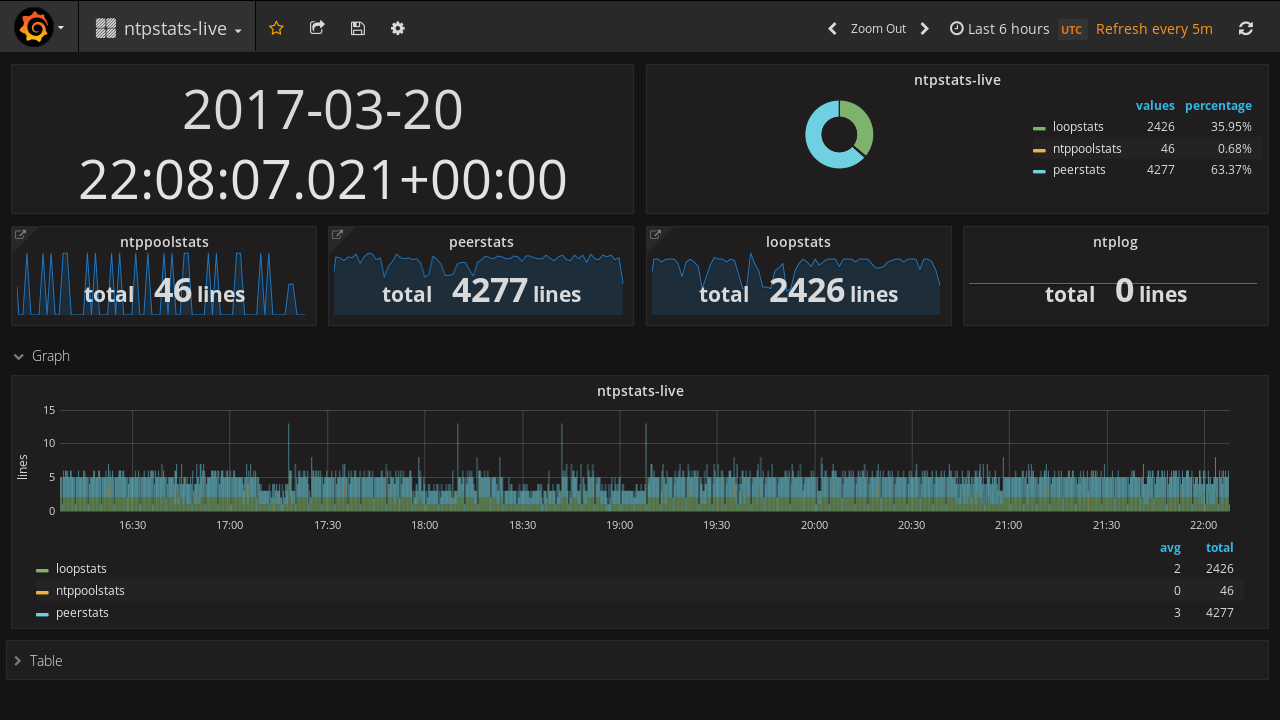 ntpstats-live
Zoom Out
Last 6 hours UTC Refresh every 5m
2017-03-20
22:08:07.021+00:00
ntpstats-live
values percentage
loopstats 2426 35.95%
ntppoolstats 46 0.68%
peerstats 4277 63.37%
ntppoolstats
total 46 lines
peerstats
total 4277 lines
loopstats
total 2426 lines
ntplog
total 0 lines
Graph
ntpstats-live
lines
15
10
5
0
16:30 17:00 17:30 18:00 18:30 19:00 19:30 20:00 20:30 21:00 21:30 22:00
avg total
loopstats 2 2426
ntppoolstats 0 46
peerstats 3 4277
Table